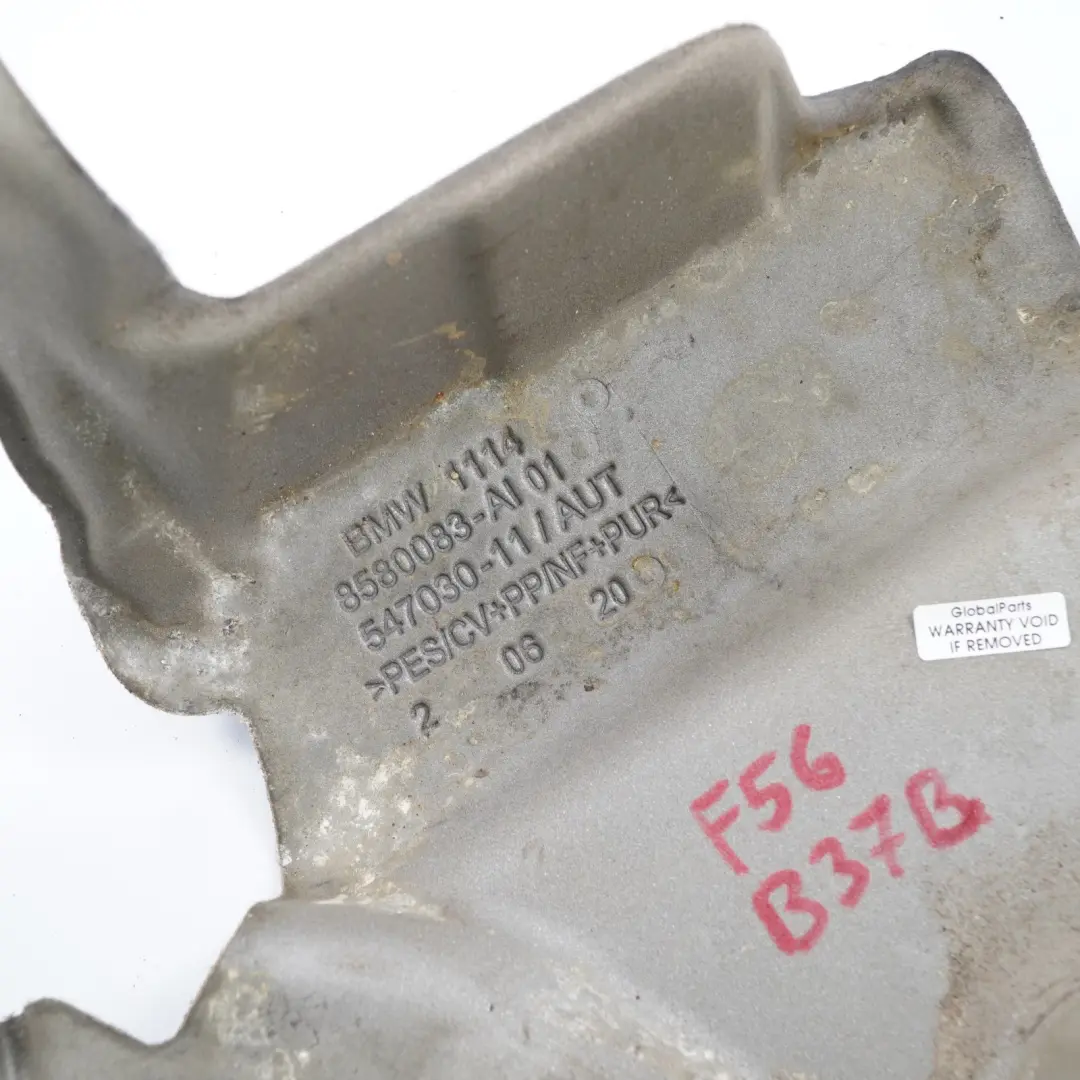 BMW 1114
8580083-AI 01
547030-11 / AUT
>PES/CV+PP/NF+PUR<
2 06 20
GlobalParts
WARRANTY VOID
IF REMOVED
F56
B37B